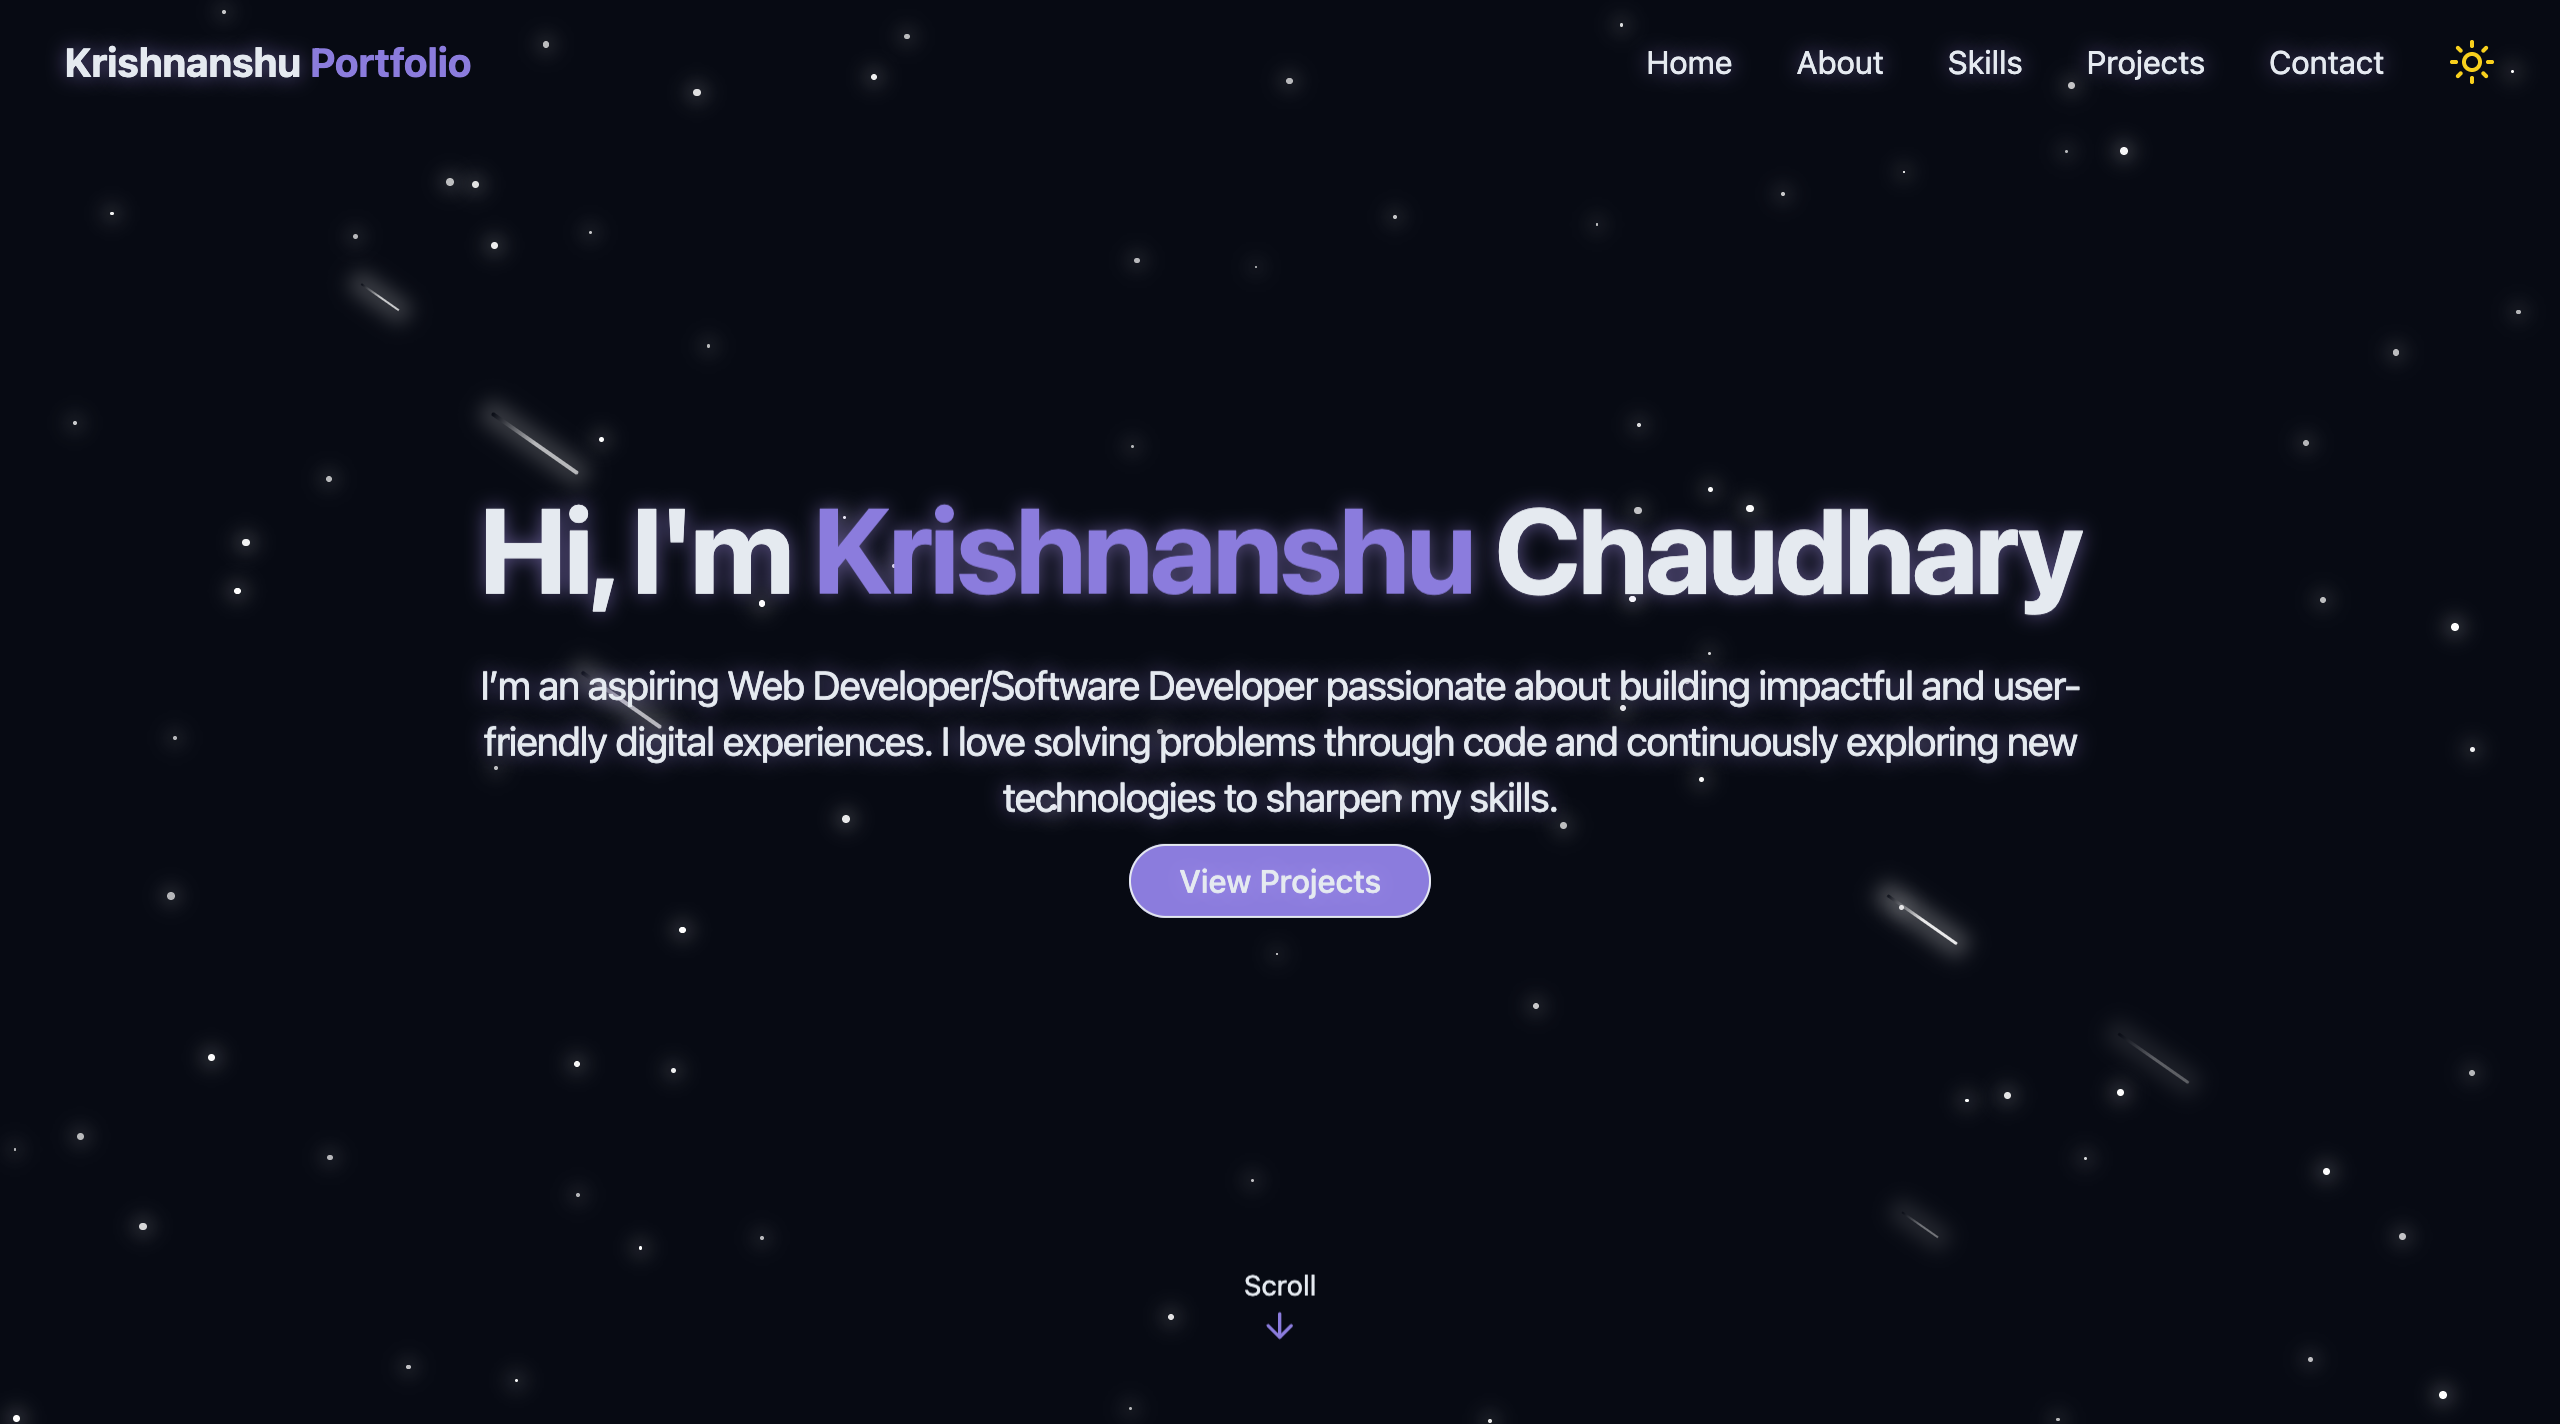 Krishnanshu Portfolio
Home About Skills Projects Contact
Hi, I'm Krishnanshu Chaudhary
I’m an aspiring Web Developer/Software Developer passionate about building impactful and user-
friendly digital experiences. I love solving problems through code and continuously exploring new
technologies to sharpen my skills.
View Projects
Scroll